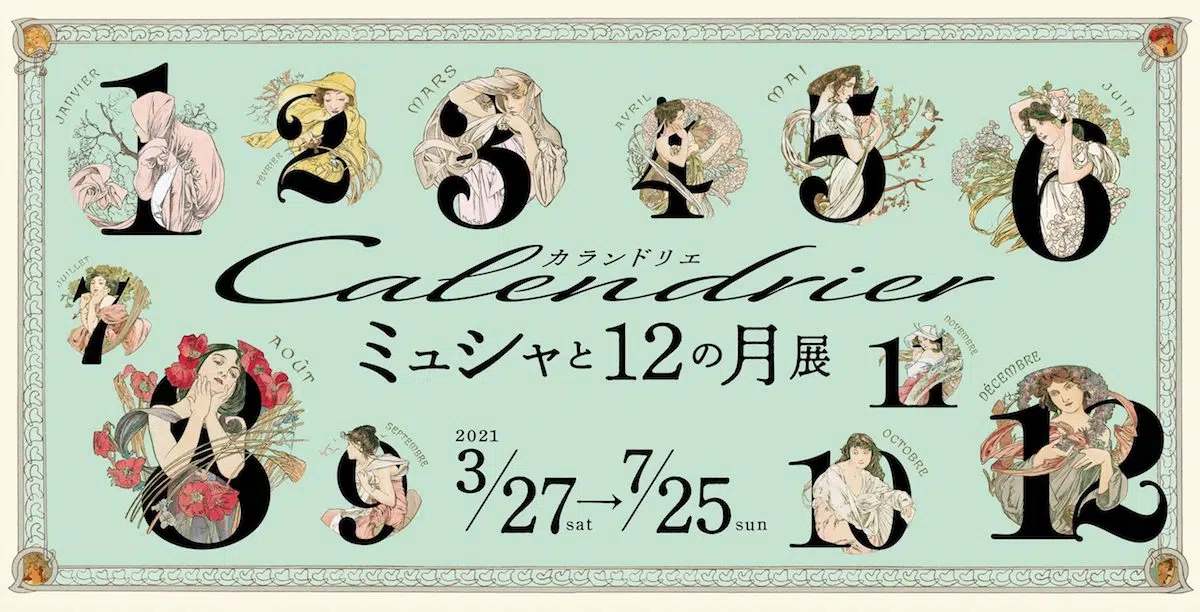 JANVIER
1
FÉVRIER
2
MARS
3
AVRIL
4
MAI
5
JUIN
6
カランドリエ
Calendrier
ミュシャと12の月展
JUILLET
7
AOÛT
8
SEPTEMBRE
9
2021
3/27sat→7/25sun
OCTOBRE
10
NOVEMBRE
11
DÉCEMBRE
12